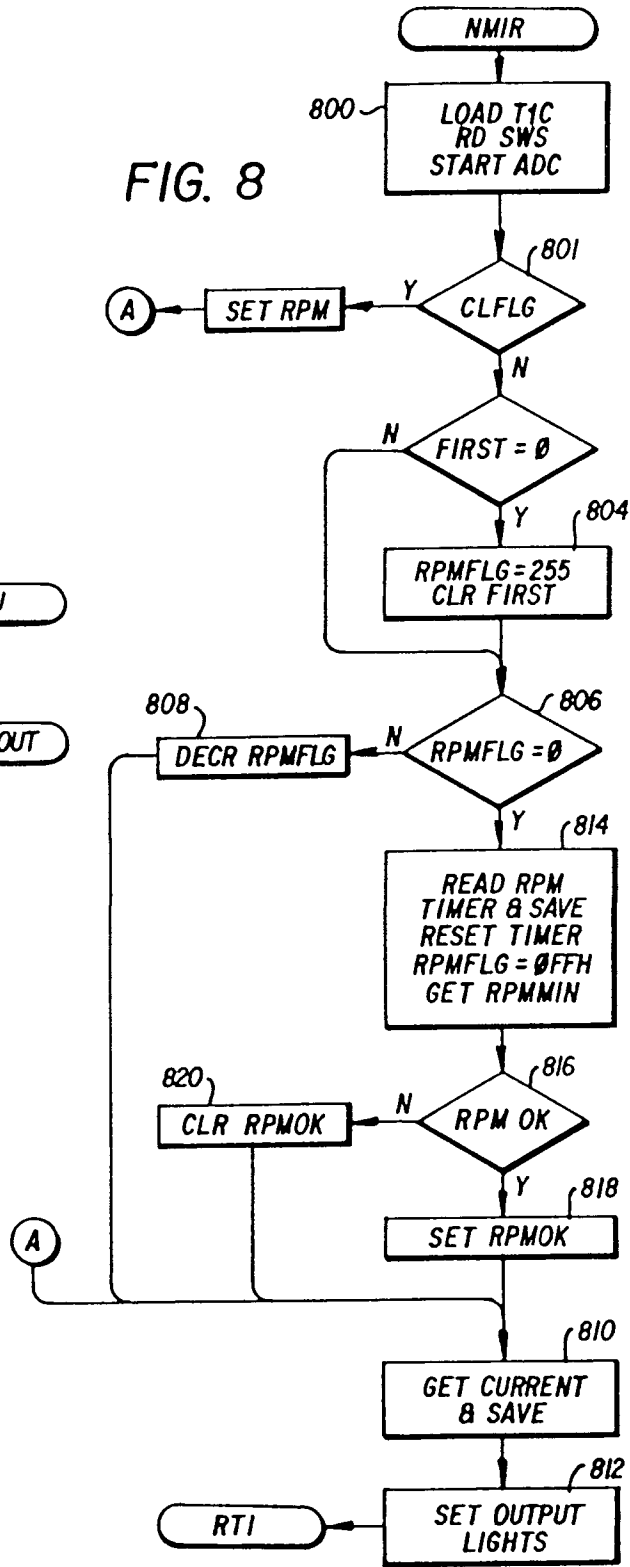 NMIR
800
LOAD T1C
RD SWS
START ADC
FIG. 8
801
CLFLG
Y
SET RPM
A
N
FIRST = Ø
N
Y
804
RPMFLG = 255
CLR FIRST
806
RPMFLG = Ø
N
808
DECR RPMFLG
OUT
Y
814
READ RPM
TIMER & SAVE
RESET TIMER
RPMFLG = ØFFH
GET RPMMIN
816
RPM OK
N
820
CLR RPMOK
Y
818
SET RPMOK
A
810
GET CURRENT
& SAVE
812
SET OUTPUT
LIGHTS
RTI